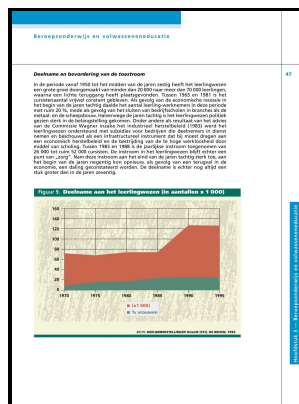 Beroepsonderwijs en volwasseneneducatie
Deelname en bevordering van de toestroom
47
In de periode vanaf 1950 tot het midden van de jaren zestig heeft het leerlingwezen
een grote groei doorgemaakt van minder dan 20 000 naar meer dan 70 000 leerlingen,
waarna een lichte teruggang heeft plaatsgevonden. Tussen 1965 en 1981 is het
cursistenaantal vrijwel constant gebleven. Als gevolg van de economische recessie in
het begin van de jaren tachtig daalde het aantal leerling-werknemers in deze periode
met ruim 20 %, mede als gevolg van het sluiten van bedrijfsscholen in branches als de
metaal- en de scheepsbouw. Halverwege de jaren tachtig is het leerlingwezen politiek
gezien sterk in de belangstelling gekomen. Onder andere als resultaat van het advies
van de Commissie Wagner inzake het industrieel herstelbeleid (1983) werd het
leerlingwezen ondersteund met subsidies voor bedrijven die deelnemers in dienst
nemen en beschouwd als een infrastructureel instrument dat bij moest dragen aan
een economisch herstelbeleid en de bestrijding van de te hoge werkloosheid door
middel van scholing. Tussen 1983 en 1988 is de jaarlijkse instroom toegenomen van
26 000 tot ruim 52 000 cursisten. De instroom in het leerlingwezen blijft echter een
punt van „zorg”. Nam deze instroom aan het eind van de jaren tachtig sterk toe, aan
het begin van de jaren negentig kon opnieuw, als gevolg van een terugval in de
economie, een daling geconstateerd worden. De deelname is echter nog altijd een
stuk groter dan in de jaren zeventig.
Figuur 5: Deelname aan het leerlingwezen (in aantallen x 1 000)
160
140
120
100
80
60
40
20
0
1970 1975 1980 1985 1990 1995
(x1 000)
% vrouwen
Hoofdstuk 3 — Beroepsonderwijs en volwasseneneducatie